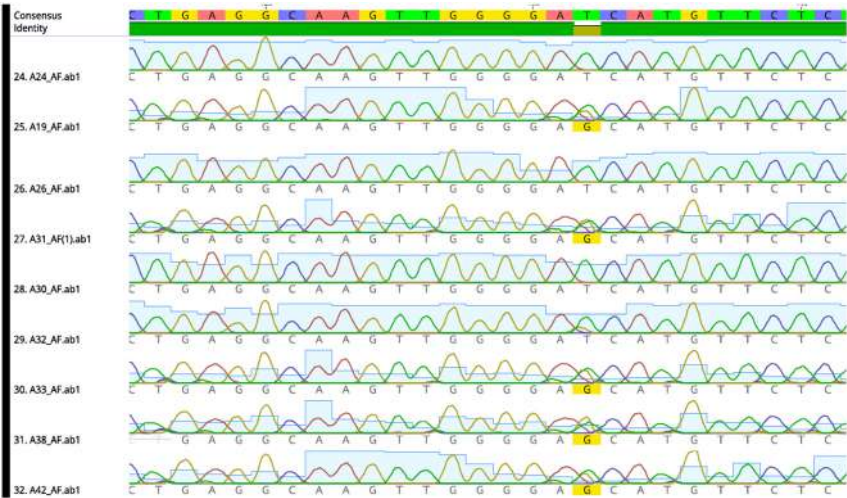 Consensus C T G A G G C A A G T T G G G G A T C A T G T T C T C
Identity
24. A24_AF.ab1 C T G A G G C A A G T T G G G G A T C A T G T T C T C
25. A19_AF.ab1 C T G A G G C A A G T T G G G G A G C A T G T T C T C
26. A26_AF.ab1 C T G A G G C A A G T T G G G G A T C A T G T T C T C
27. A31_AF(1).ab1 C T G A G G C A A G T T G G G G A G C A T G T T C T C
28. A30_AF.ab1 C T G A G G C A A G T T G G G G A T C A T G T T C T C
29. A32_AF.ab1 C T G A G G C A A G T T G G G G A T C A T G T T C T C
30. A33_AF.ab1 C T G A G G C A A G T T G G G G A G C A T G T T C T C
31. A38_AF.ab1 G A G G C A A G T T G G G G A G C A T G T T C T C
32. A42_AF.ab1 C T G A G G C A A G T T G G G G A G C A T G T T C T C